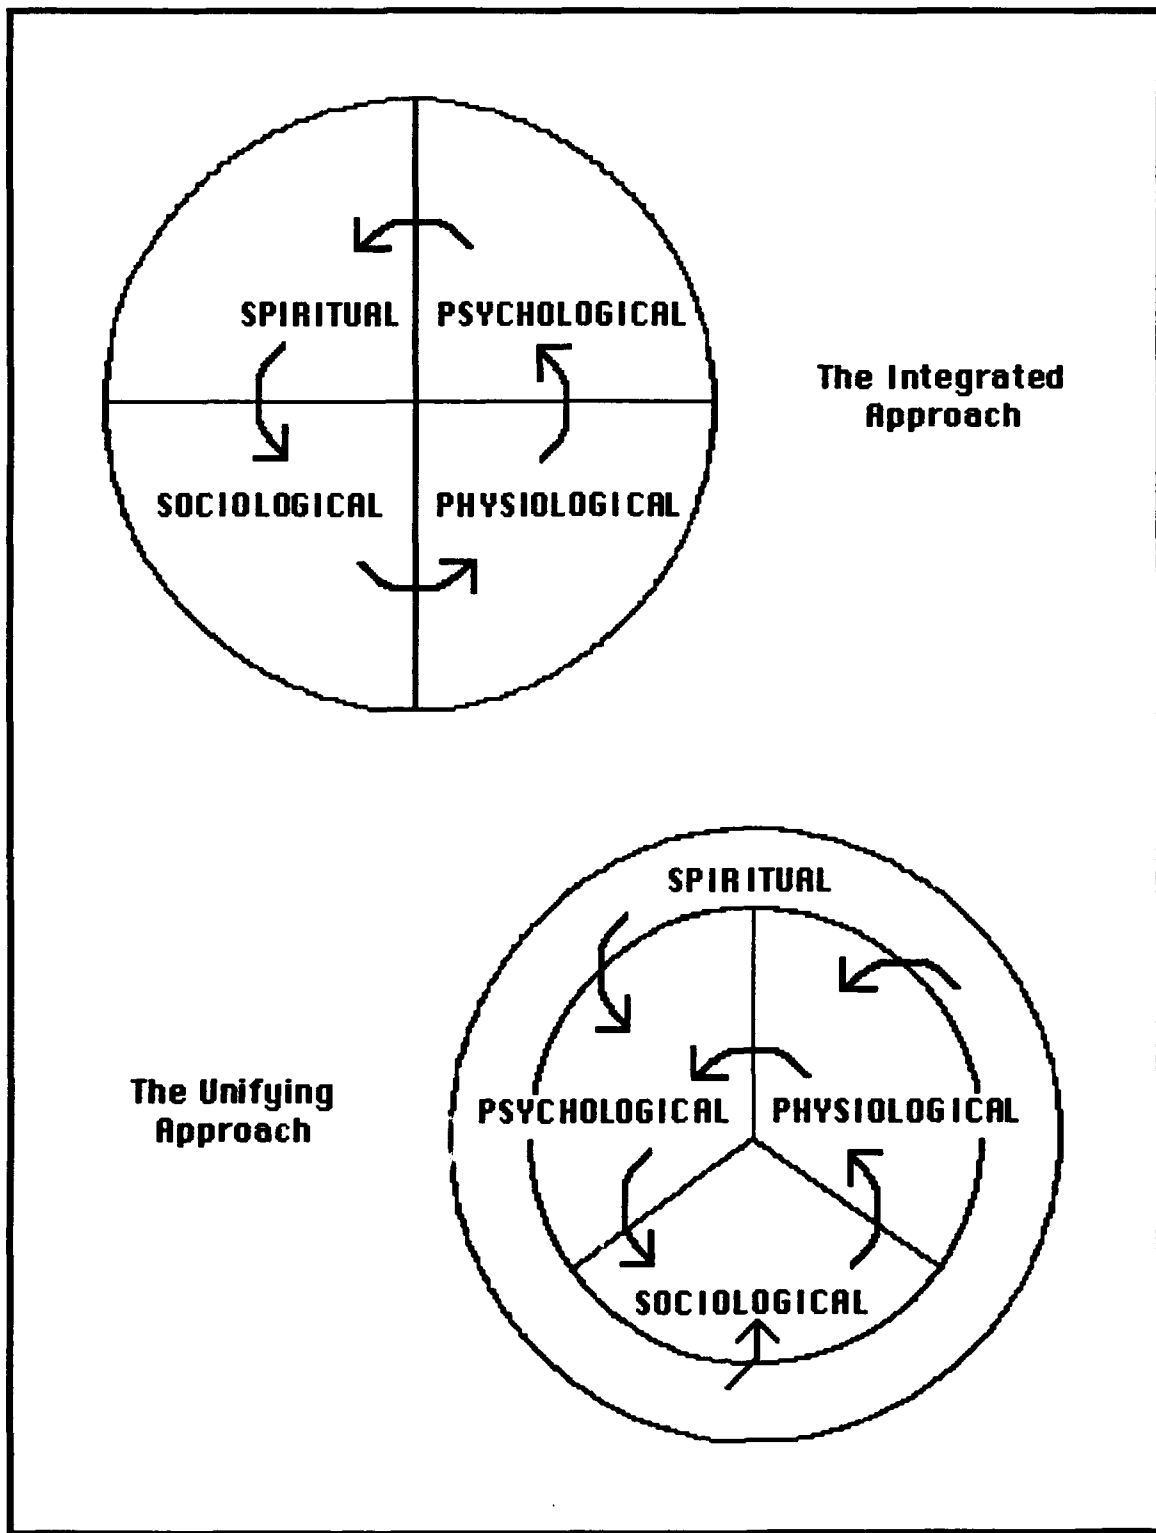 SPIRITUAL PSYCHOLOGICAL
The Integrated
Approach
SOCIOLOGICAL PHYSIOLOGICAL
SPIRITUAL
The Unifying
Approach
PSYCHOLOGICAL PHYSIOLOGICAL
SOCIOLOGICAL